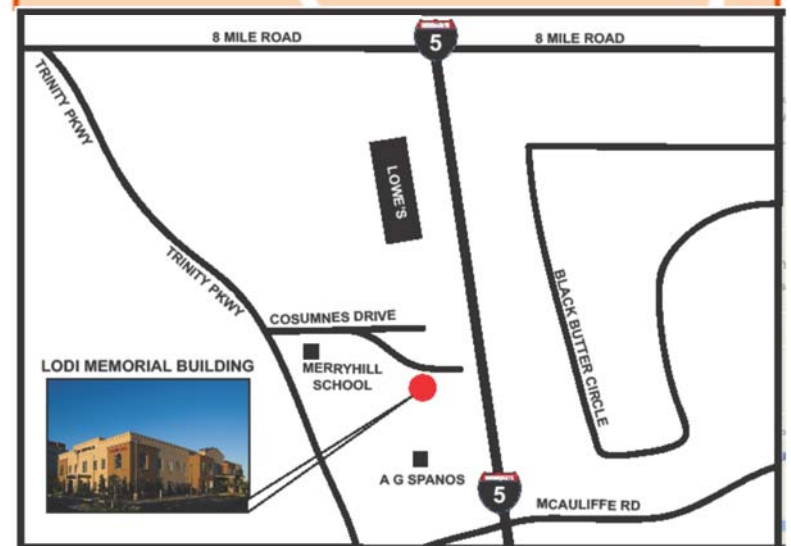 8 MILE ROAD
5
8 MILE ROAD
TRINITY PKWY
LOWE'S
TRINITY PKWY
BLACK BUTTER CIRCLE
COSUMNES DRIVE
MERRYHILL
SCHOOL
LODI MEMORIAL BUILDING
A G SPANOS
5
MCAULIFFE RD